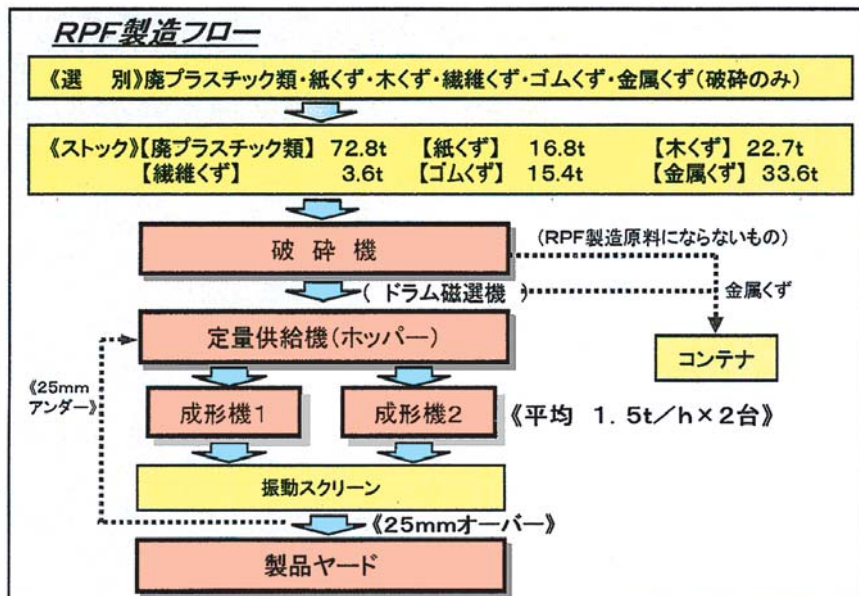 RPF製造フロー
《選　別》廃プラスチック類・紙くず・木くず・繊維くず・ゴムくず・金属くず(破砕のみ)
《ストック》【廃プラスチック類】 72.8t 【紙くず】 16.8t 【木くず】 22.7t
【繊維くず】 3.6t 【ゴムくず】 15.4t 【金属くず】 33.6t
破 砕 機
(RPF製造原料にならないもの)
( ドラム磁選機 )
金属くず
定量供給機(ホッパー)
コンテナ
《25mm
アンダー》
成形機1
成形機2
《平均 1.5t/h×2台》
振動スクリーン
《25mmオーバー》
製品ヤード